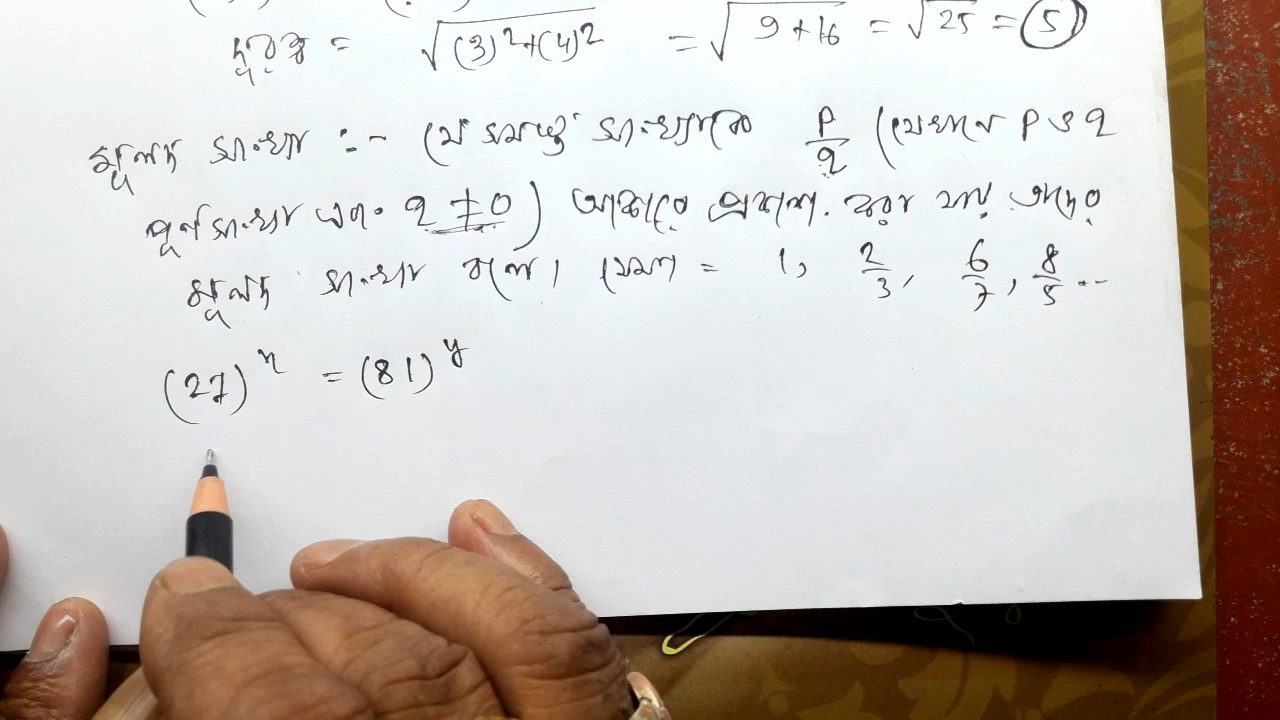 দূরত্ব = √(3)²+(4)² = √9+16 = √25 = 5
মূলদ সংখ্যা :- যে সমস্ত সংখ্যাকে p/q (যেখানে p ও q
পূর্ণসংখ্যা এবং q ≠ 0) আকারে প্রকাশ করা যায় তাদের
মূলদ সংখ্যা বলে। যেমন = 1, 2/3, 6/7, 8/5 ...
(27)^x = (81)^y